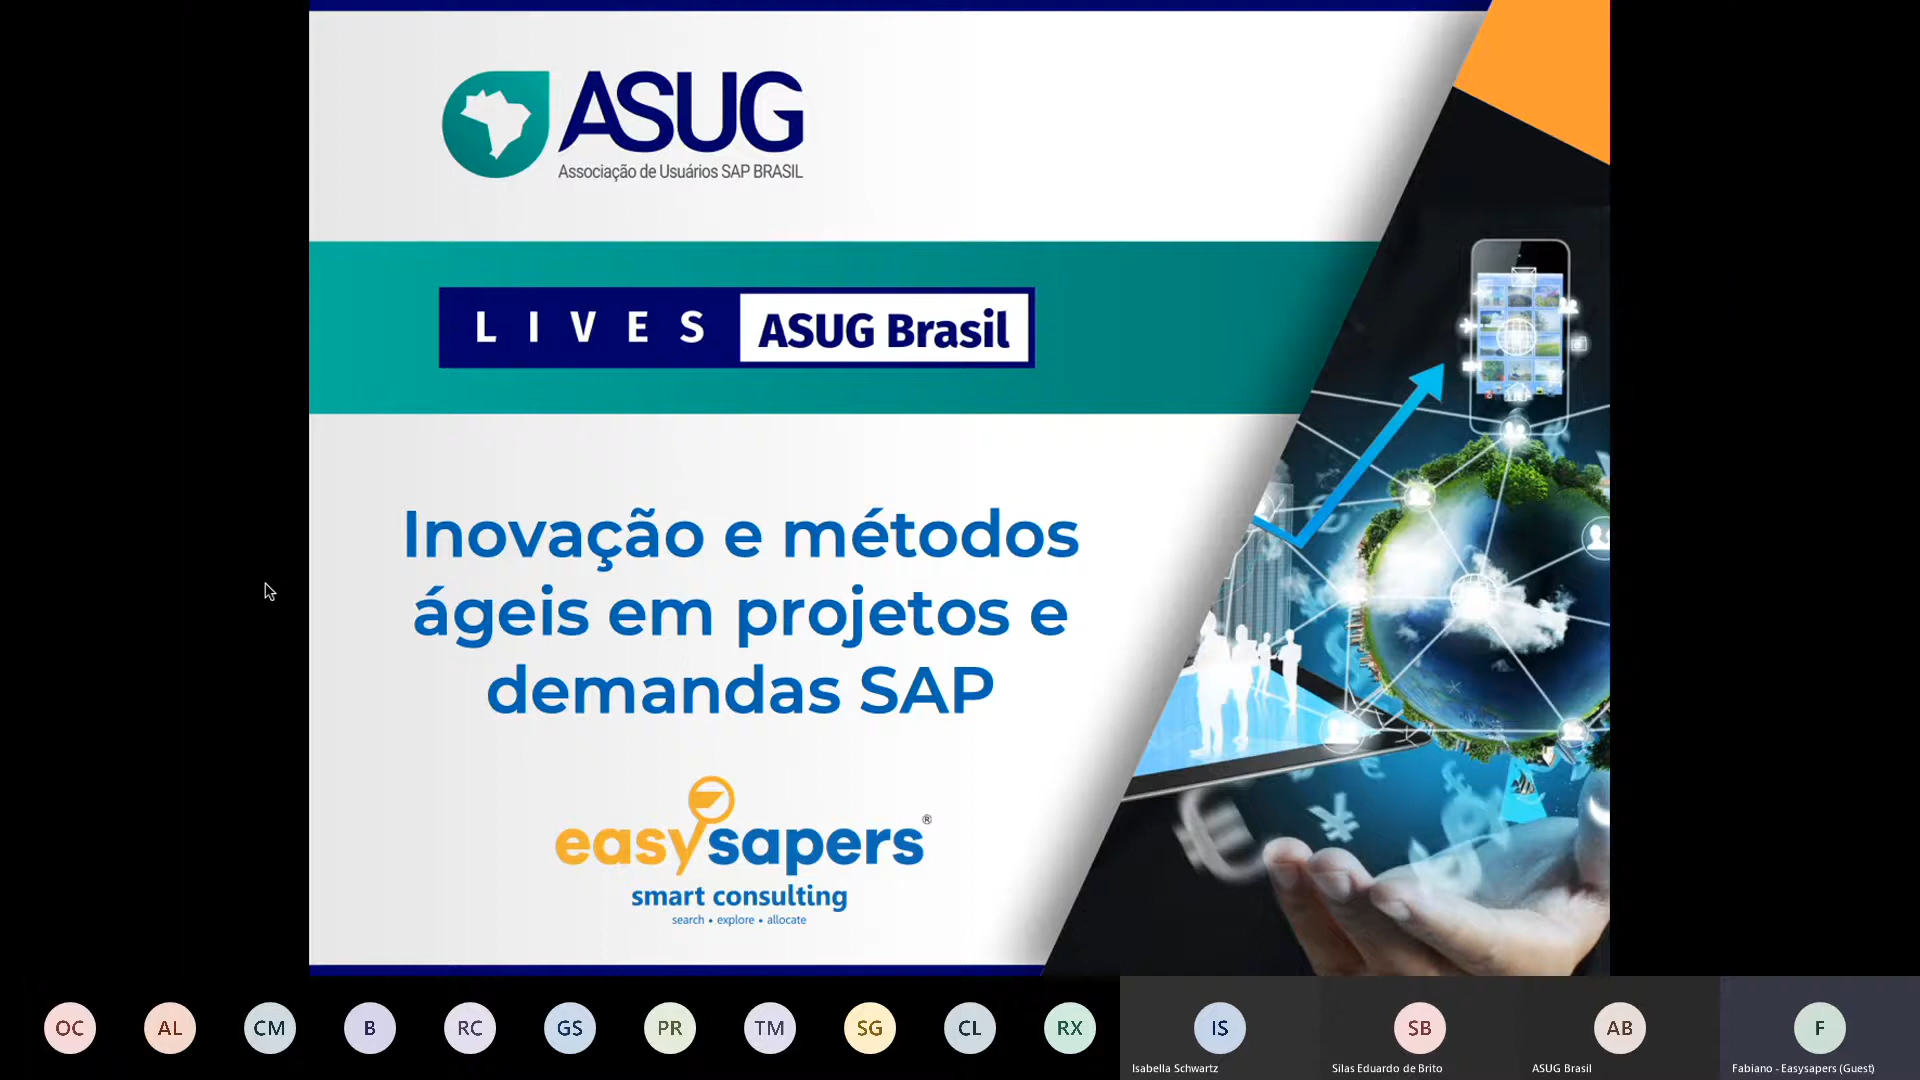 ASUG
Associação de Usuários SAP BRASIL
LIVES ASUG Brasil
Inovação e métodos
ágeis em projetos e
demandas SAP
easysapers®
smart consulting
search • explore • allocate
OC AL CM B RC GS PR TM SG CL RX IS SB AB F
Isabella Schwartz Silas Eduardo de Brito ASUG Brasil Fabiano - Easysapers (Guest)